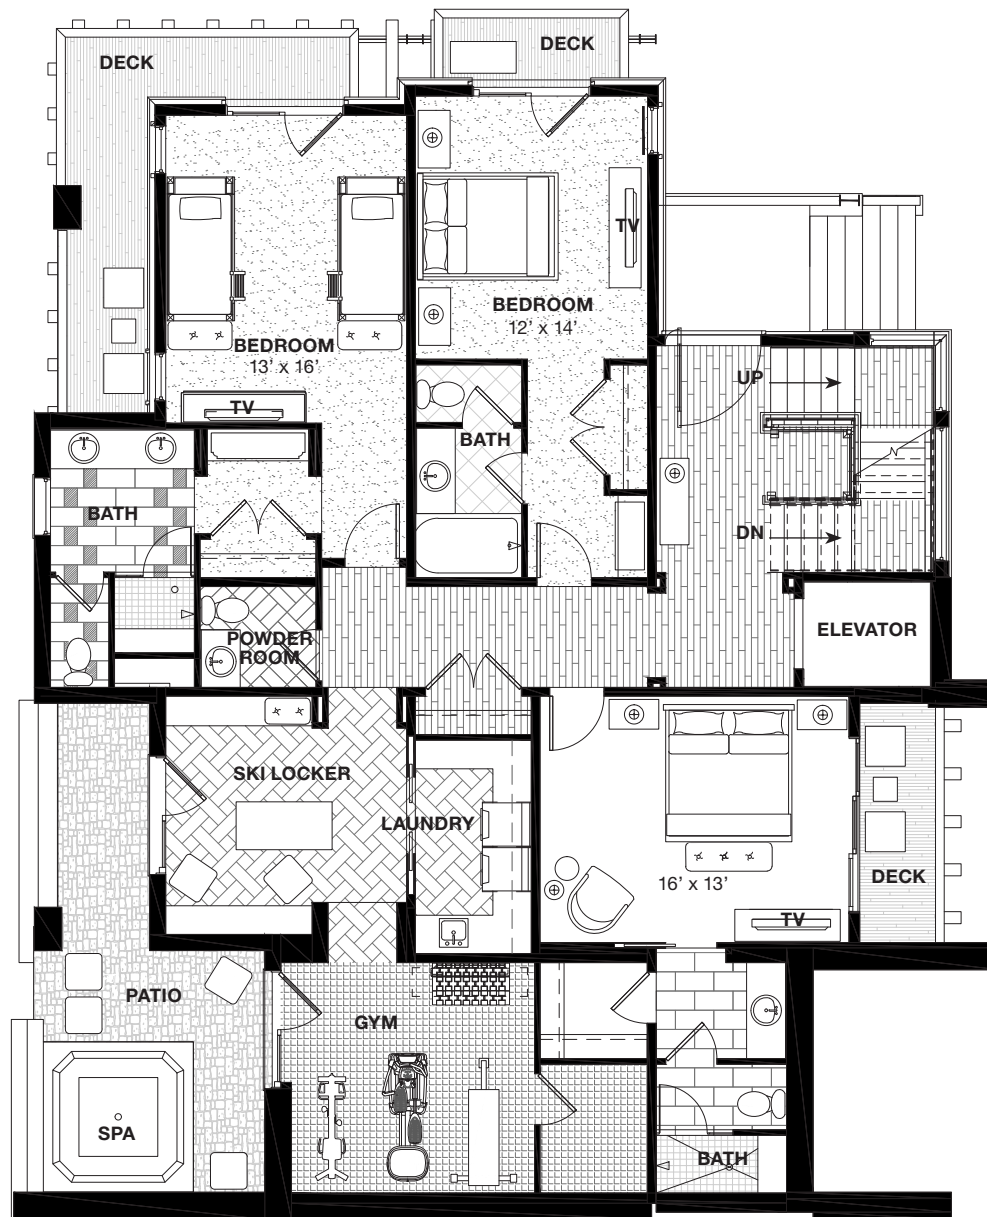 DECK
DECK
TV
BEDROOM
12’ x 14’
BEDROOM
13’ x 16’
UP
TV
BATH
BATH
DN
ELEVATOR
POWDER
ROOM
SKI LOCKER
LAUNDRY
16’ x 13’
DECK
TV
PATIO
GYM
SPA
BATH